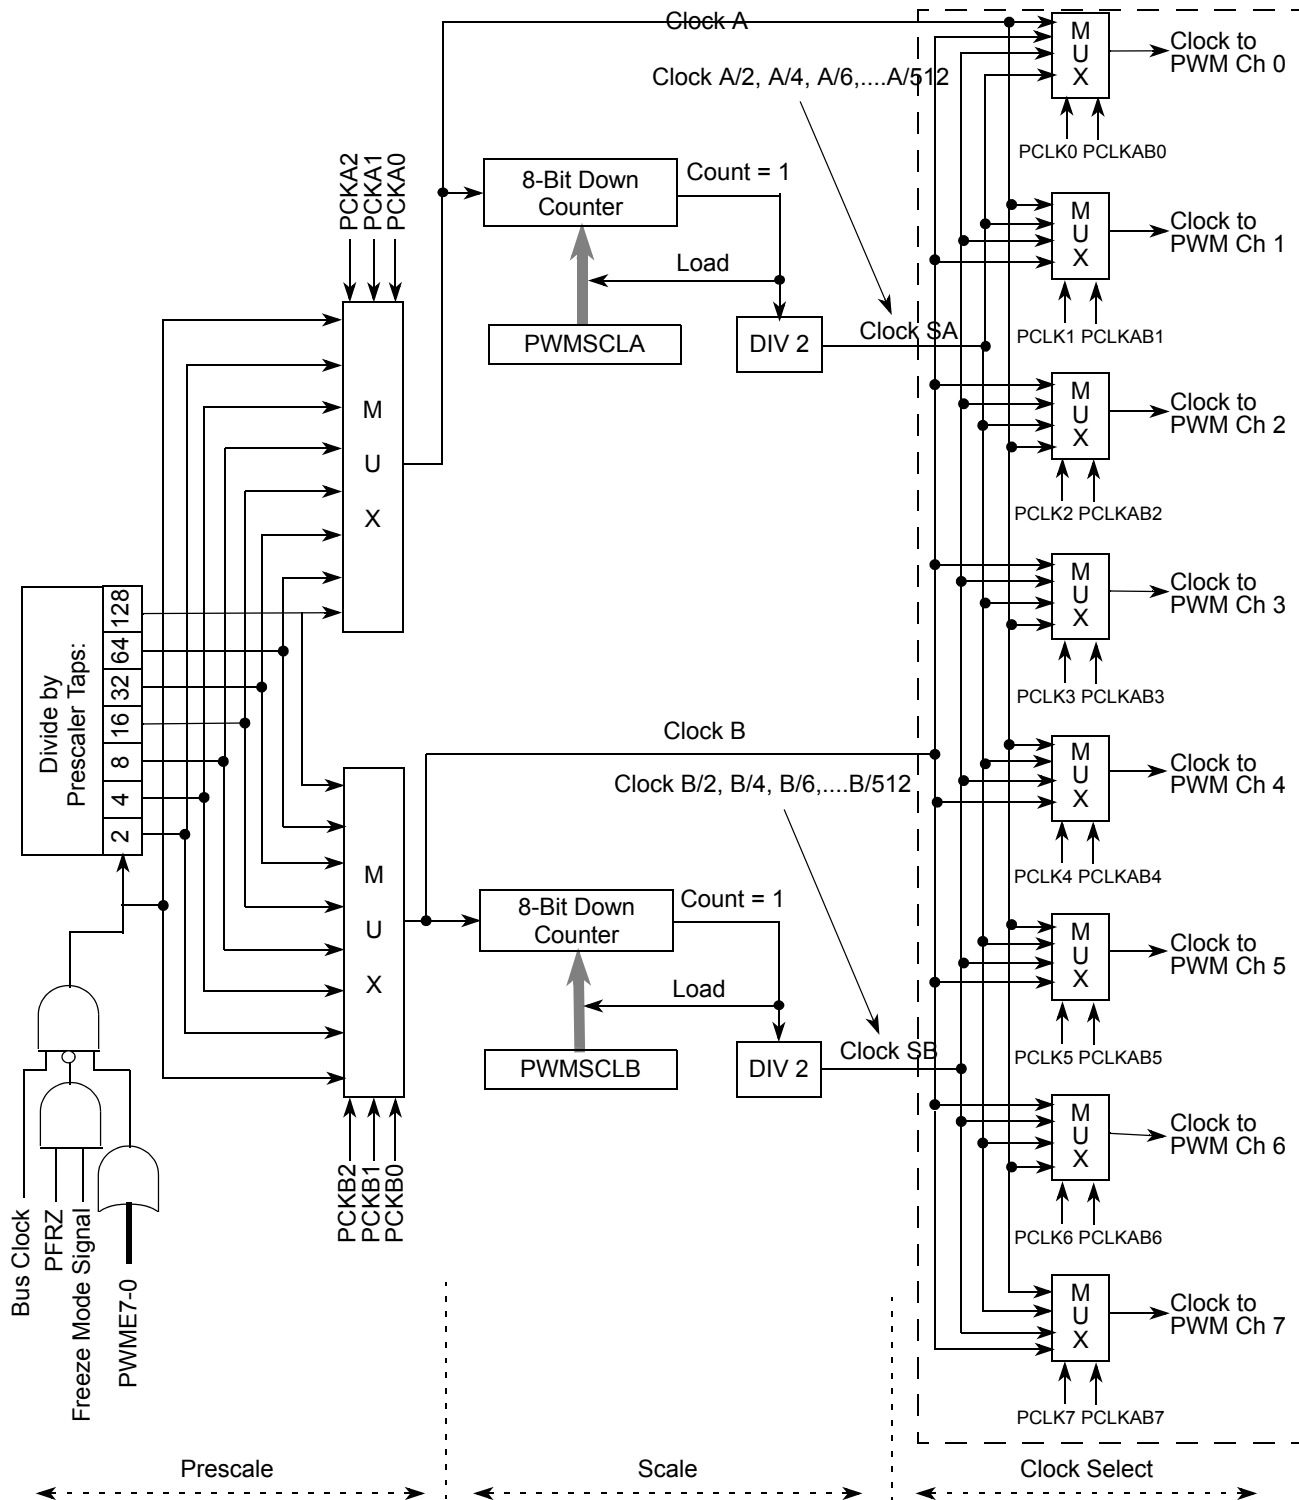 Clock A
Clock A/2, A/4, A/6,....A/512
PCKA2
PCKA1
PCKA0
8-Bit Down
Counter
Count = 1
Load
PWMSCLA
DIV 2
Clock SA
M
U
X
Divide by
Prescaler Taps:
128
64
32
16
8
4
2
Clock B
Clock B/2, B/4, B/6,....B/512
M
U
X
8-Bit Down
Counter
Count = 1
Load
PWMSCLB
DIV 2
Clock SB
PCKB2
PCKB1
PCKB0
Bus Clock
PFRZ
Freeze Mode Signal
PWME7-0
M
U
X
Clock to
PWM Ch 0
PCLK0 PCLKAB0
M
U
X
Clock to
PWM Ch 1
PCLK1 PCLKAB1
M
U
X
Clock to
PWM Ch 2
PCLK2 PCLKAB2
M
U
X
Clock to
PWM Ch 3
PCLK3 PCLKAB3
M
U
X
Clock to
PWM Ch 4
PCLK4 PCLKAB4
M
U
X
Clock to
PWM Ch 5
PCLK5 PCLKAB5
M
U
X
Clock to
PWM Ch 6
PCLK6 PCLKAB6
M
U
X
Clock to
PWM Ch 7
PCLK7 PCLKAB7
Prescale
Scale
Clock Select